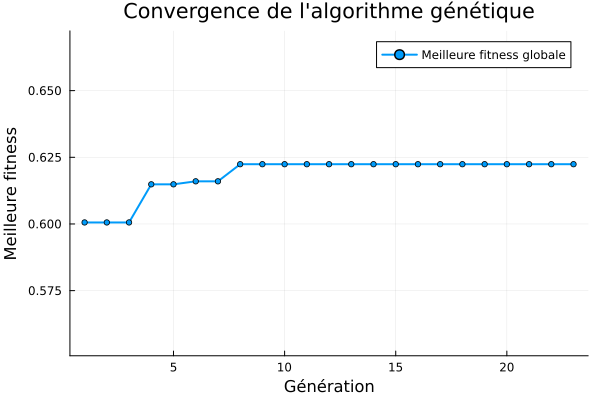 Convergence de l'algorithme génétique
Meilleure fitness globale
Meilleure fitness
0.650
0.625
0.600
0.575
5
10
15
20
Génération